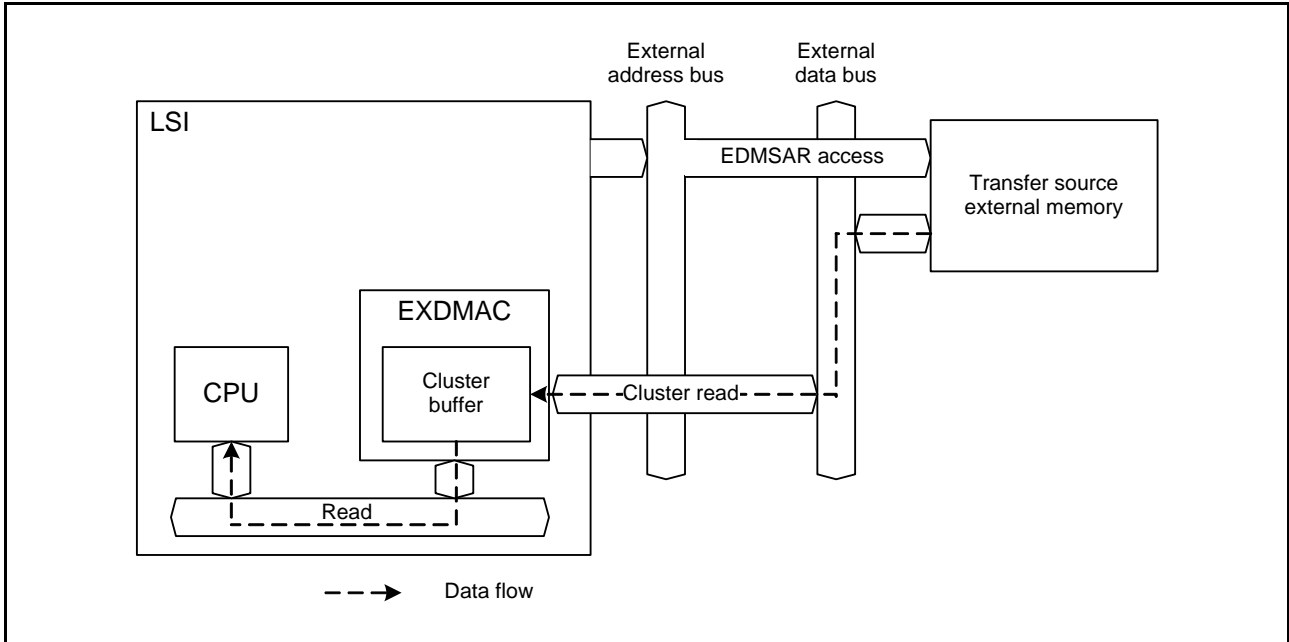 External
address bus
External
data bus
LSI
EDMSAR access
Transfer source
external memory
EXDMAC
CPU
Cluster
buffer
Cluster read
Read
Data flow